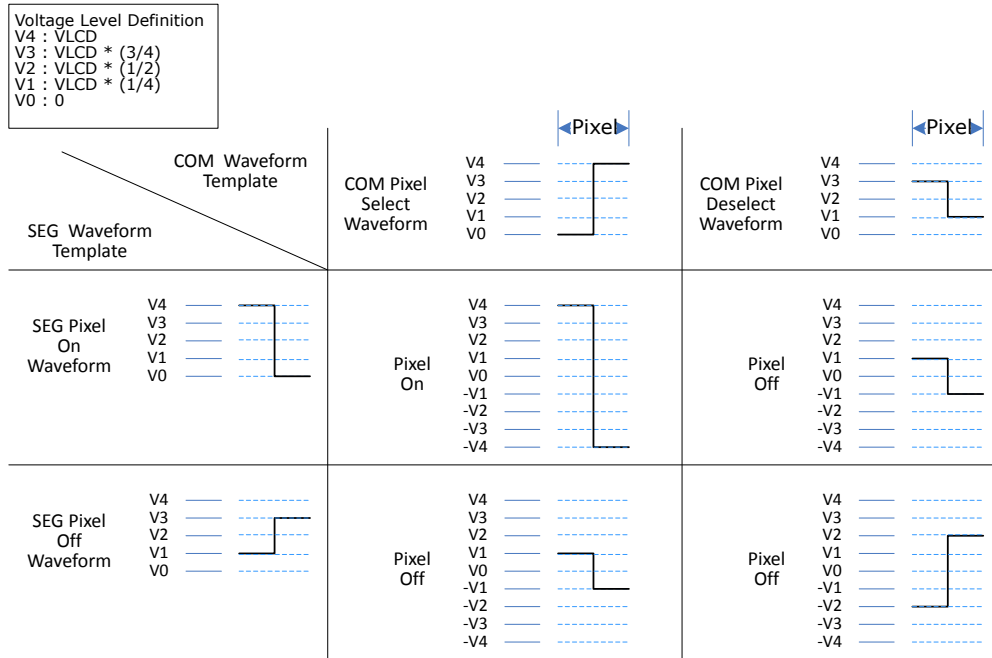 Voltage Level Definition
V4 : VLCD
V3 : VLCD * (3/4)
V2 : VLCD * (1/2)
V1 : VLCD * (1/4)
V0 : 0
COM Waveform
Template
SEG Waveform
Template
COM Pixel
Select
Waveform
V4
V3
V2
V1
V0
Pixel
COM Pixel
Deselect
Waveform
V4
V3
V2
V1
V0
Pixel
SEG Pixel
On
Waveform
V4
V3
V2
V1
V0
Pixel
On
V4
V3
V2
V1
V0
-V1
-V2
-V3
-V4
Pixel
Off
V4
V3
V2
V1
V0
-V1
-V2
-V3
-V4
SEG Pixel
Off
Waveform
V4
V3
V2
V1
V0
Pixel
Off
V4
V3
V2
V1
V0
-V1
-V2
-V3
-V4
Pixel
Off
V4
V3
V2
V1
V0
-V1
-V2
-V3
-V4